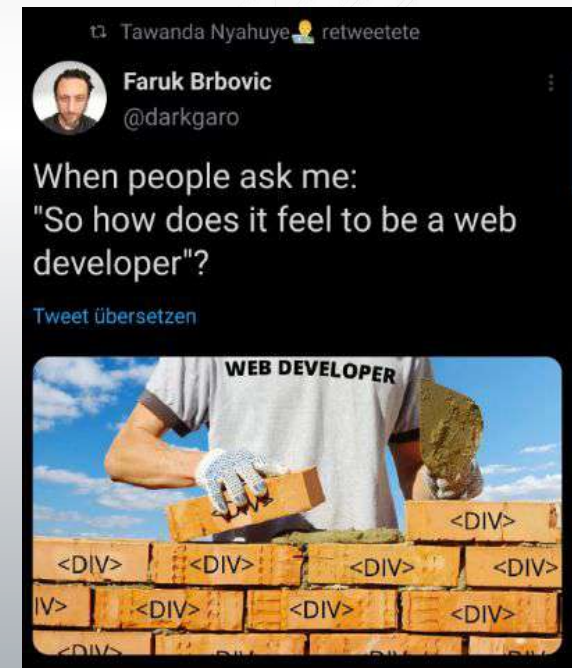 Tawanda Nyahuye retweetete
Faruk Brbovic
@darkgaro
When people ask me:
"So how does it feel to be a web
developer"?
Tweet übersetzen
WEB DEVELOPER
<DIV>
<DIV> <DIV> <DIV> <DIV>
IV> <DIV> <DIV> <DIV>